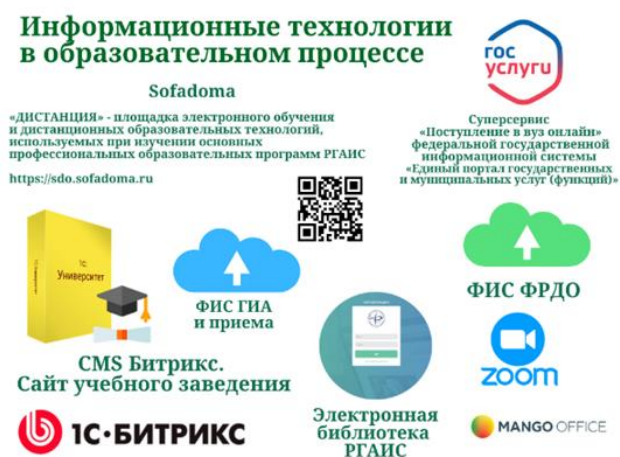 Информационные технологии
в образовательном процессе
гос
услуги
Sofadoma
«ДИСТАНЦИЯ» - площадка электронного обучения
и дистанционных образовательных технологий,
используемых при изучении основных
профессиональных образовательных программ РГАИС
https://sdo.sofadoma.ru
Суперсервис
«Поступление в вуз онлайн»
федеральной государственной
информационной системы
«Единый портал государственных
и муниципальных услуг (функций)»
1С:
Университет
ФИС ГИА
и приема
ФИС ФРДО
CMS Битрикс.
Сайт учебного заведения
zoom
1С·БИТРИКС
Электронная
библиотека
РГАИС
MANGO OFFICE